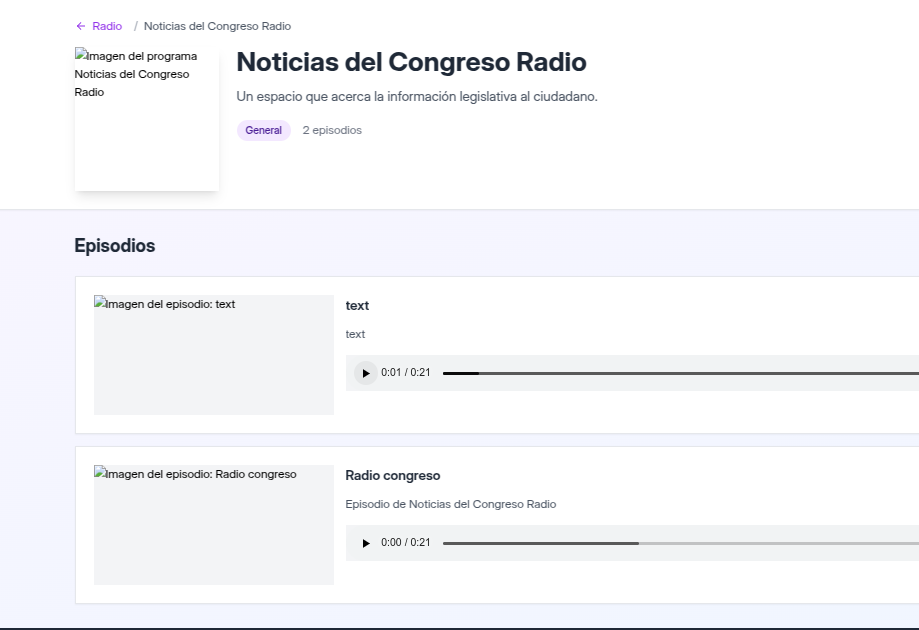 ← Radio / Noticias del Congreso Radio
Imagen del programa
Noticias del Congreso
Radio
Noticias del Congreso Radio
Un espacio que acerca la información legislativa al ciudadano.
General 2 episodios
Episodios
Imagen del episodio: text
text
text
0:01 / 0:21
Imagen del episodio: Radio congreso
Radio congreso
Episodio de Noticias del Congreso Radio
0:00 / 0:21